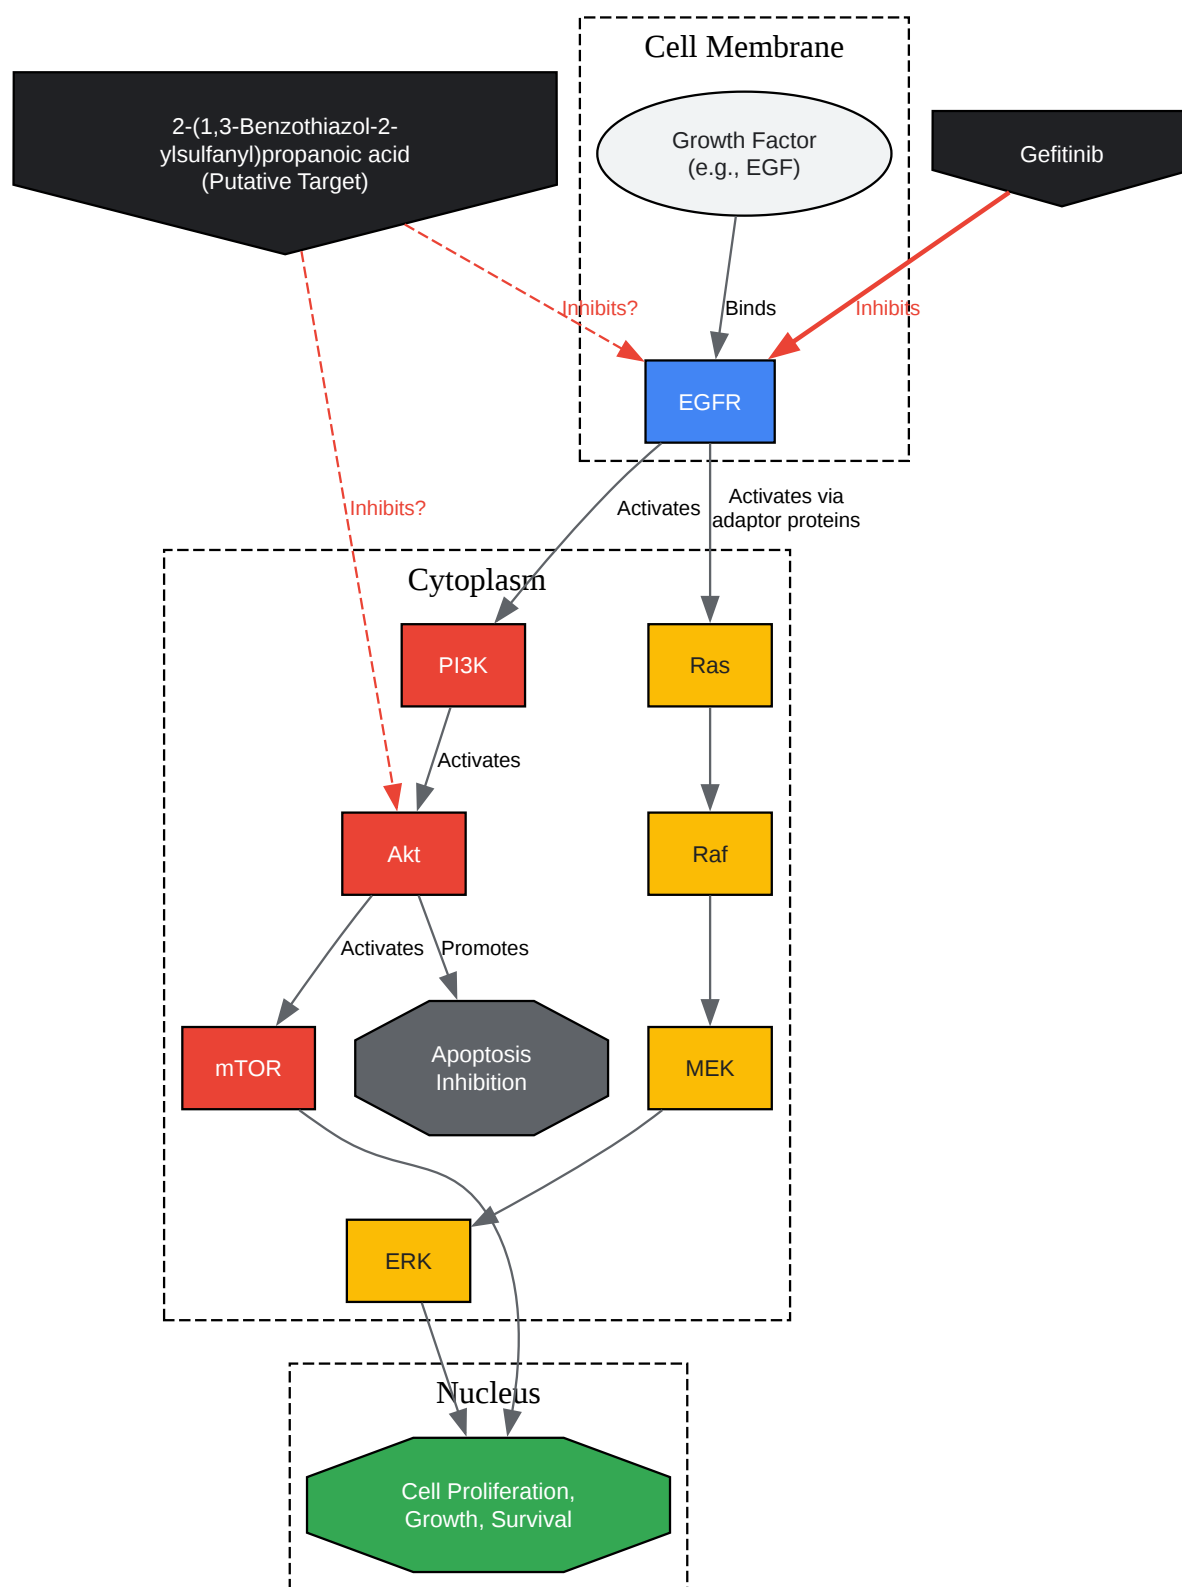 Cell Membrane
2-(1,3-Benzothiazol-2-
ylsulfanyl)propanoic acid
(Putative Target)
Growth Factor
(e.g., EGF)
Gefitinib
Inhibits?
Binds
Inhibits
EGFR
Inhibits?
Activates
Activates via
adaptor proteins
Cytoplasm
PI3K
Ras
Activates
Akt
Raf
Activates
Promotes
mTOR
Apoptosis
Inhibition
MEK
ERK
Nucleus
Cell Proliferation,
Growth, Survival